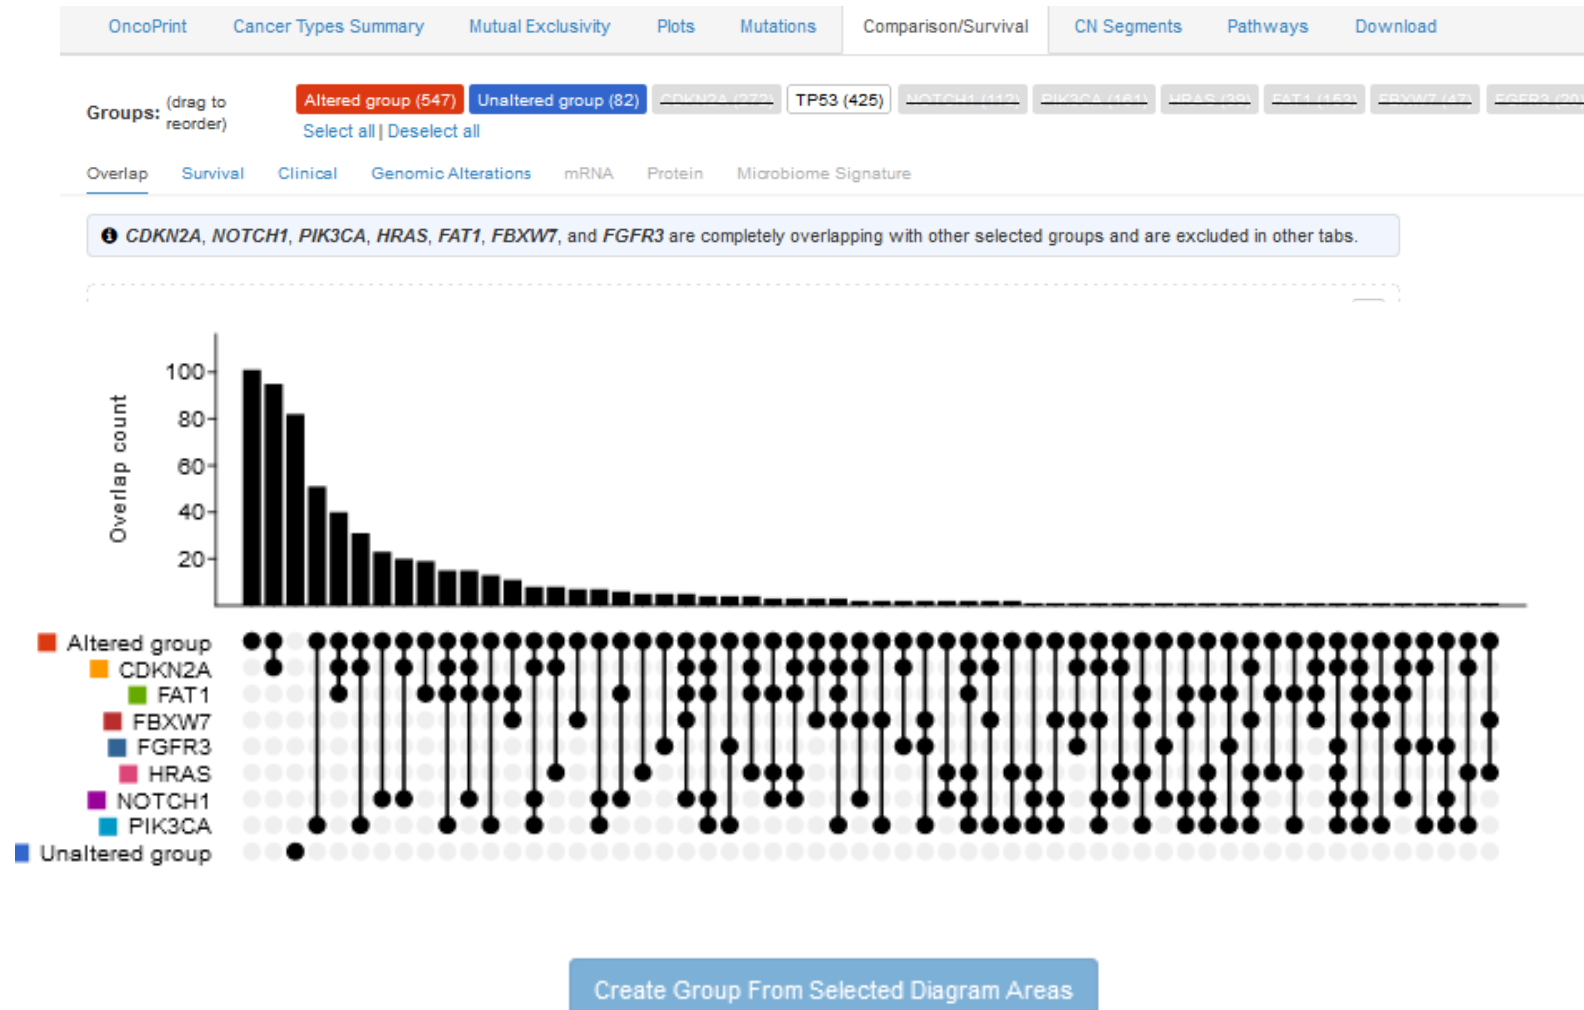 OncoPrint Cancer Types Summary Mutual Exclusivity Plots Mutations Comparison/Survival CN Segments Pathways Download
Groups: (drag to reorder) Altered group (547) Unaltered group (82) CDKN2A (272) TP53 (425) NOTCH1 (112) PIK3CA (161) HRAS (39) FAT1 (153) FBXW7 (47)
Select all | Deselect all
Overlap Survival Clinical Genomic Alterations mRNA Protein Microbiome Signature
CDKN2A, NOTCH1, PIK3CA, HRAS, FAT1, FBXW7, and FGFR3 are completely overlapping with other selected groups and are excluded in other tabs.
Overlap count
100
80
60
40
20
Altered group
CDKN2A
FAT1
FBXW7
FGFR3
HRAS
NOTCH1
PIK3CA
Unaltered group
Create Group From Selected Diagram Areas